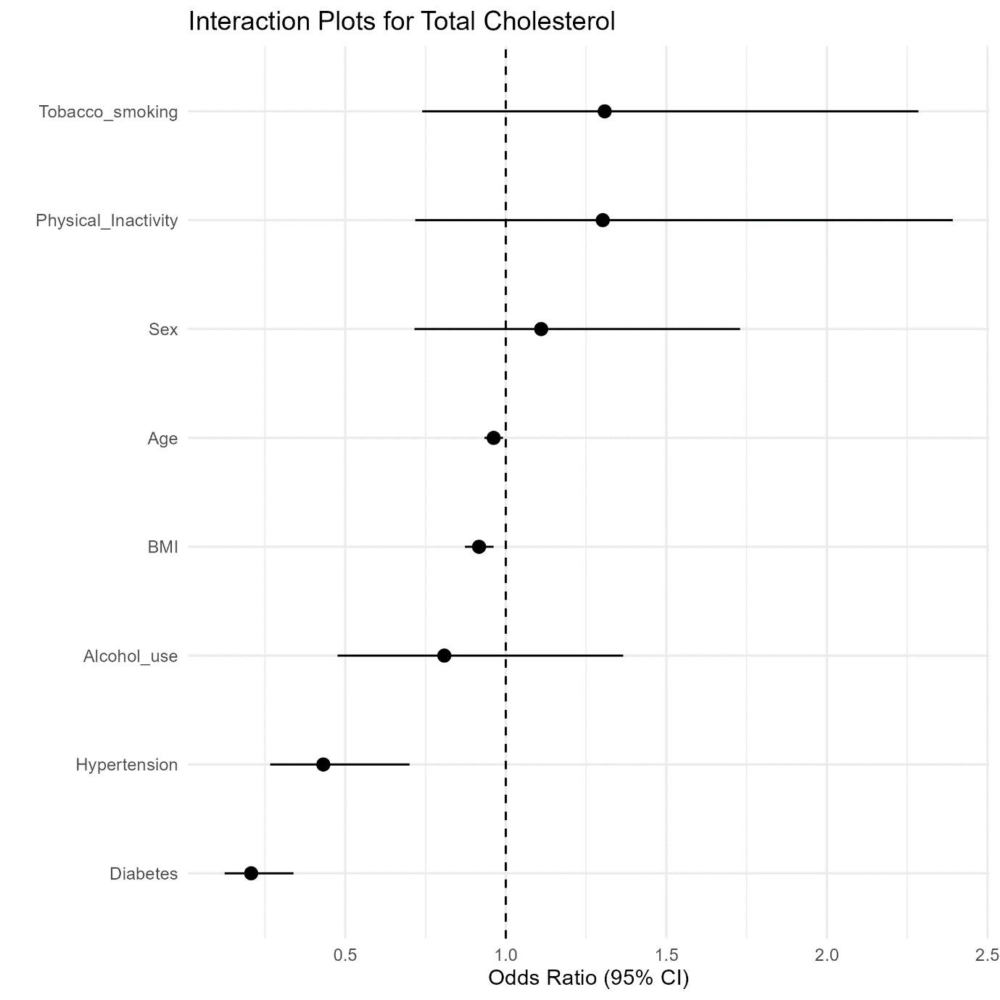 Interaction Plots for Total Cholesterol
Tobacco_smoking
Physical_Inactivity
Sex
Age
BMI
Alcohol_use
Hypertension
Diabetes
0.5 1.0 1.5 2.0 2.5
Odds Ratio (95% CI)